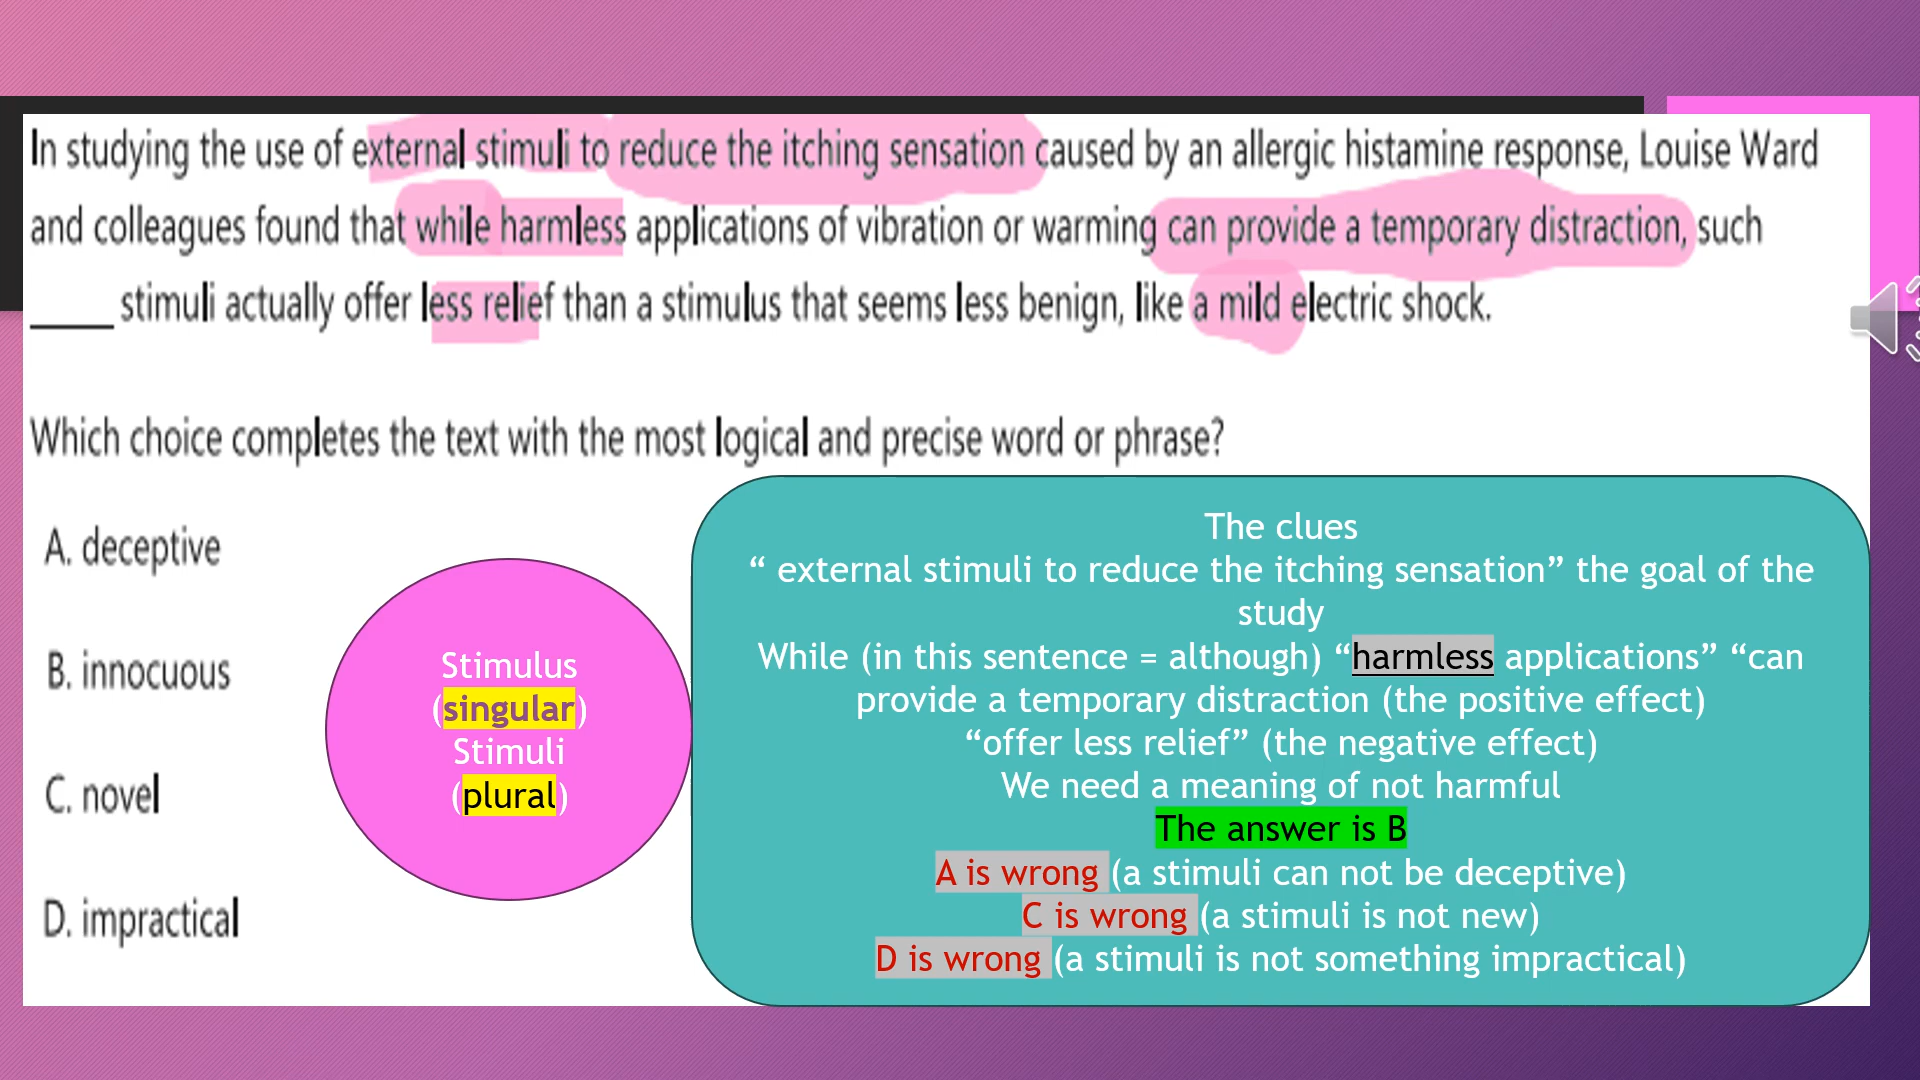 In studying the use of external stimuli to reduce the itching sensation caused by an allergic histamine response, Louise Ward
and colleagues found that while harmless applications of vibration or warming can provide a temporary distraction, such
_____ stimuli actually offer less relief than a stimulus that seems less benign, like a mild electric shock.
Which choice completes the text with the most logical and precise word or phrase?
A. deceptive
B. innocuous
C. novel
D. impractical
Stimulus
(singular)
Stimuli
(plural)
The clues
“ external stimuli to reduce the itching sensation” the goal of the
study
While (in this sentence = although) “harmless applications” “can
provide a temporary distraction (the positive effect)
“offer less relief” (the negative effect)
We need a meaning of not harmful
The answer is B
A is wrong (a stimuli can not be deceptive)
C is wrong (a stimuli is not new)
D is wrong (a stimuli is not something impractical)